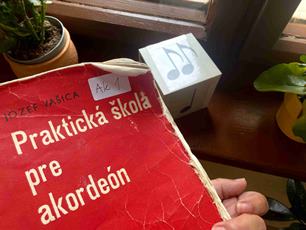 JOZEF VAŠICA
AK 1
Praktická škola
pre
akordeón